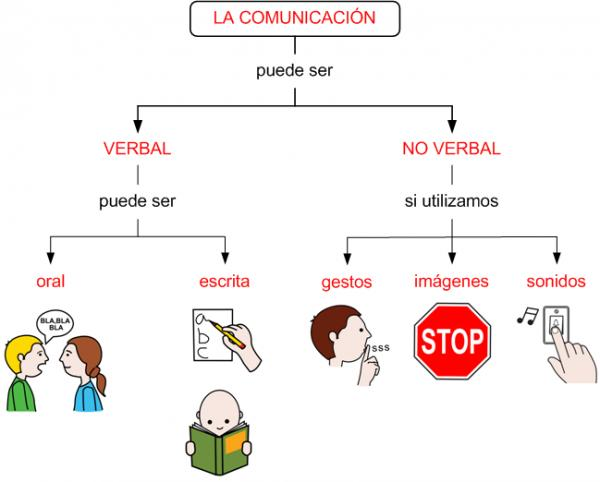 LA COMUNICACIÓN
puede ser
VERBAL
NO VERBAL
puede ser
si utilizamos
oral
escrita
gestos
imágenes
sonidos
BLA,BLA
BLA
a
b
c
sss
STOP
A